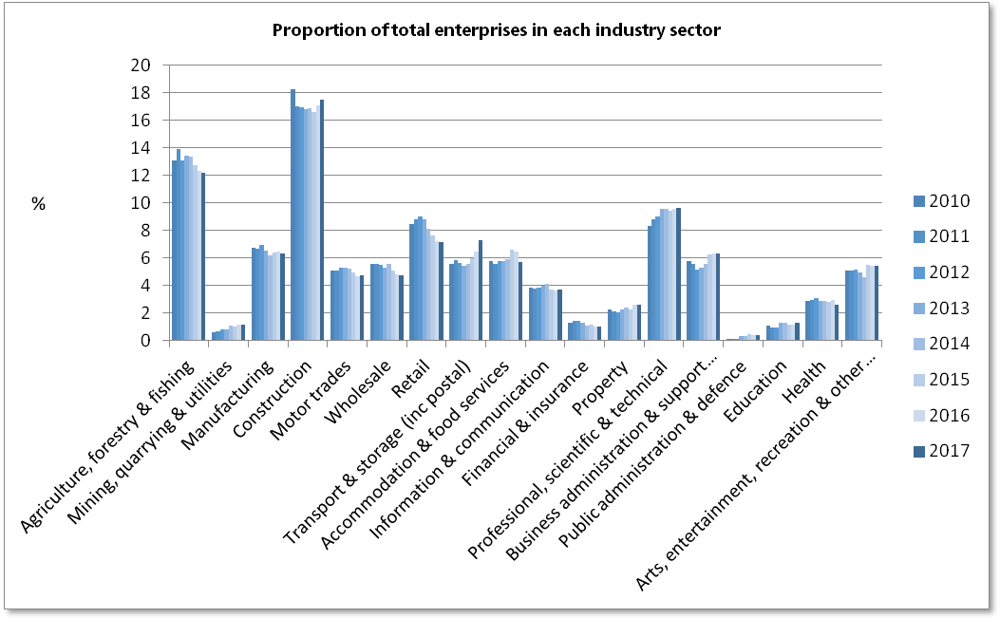 Proportion of total enterprises in each industry sector
20
18
16
14
12
10
8
6
4
2
0
%
Agriculture, forestry & fishing
Mining, quarrying & utilities
Manufacturing
Construction
Motor trades
Wholesale
Retail
Transport & storage (inc postal)
Accommodation & food services
Information & communication
Financial & insurance
Property
Professional, scientific & technical
Business administration & support...
Public administration & defence
Education
Health
Arts, entertainment, recreation & other...
2010
2011
2012
2013
2014
2015
2016
2017